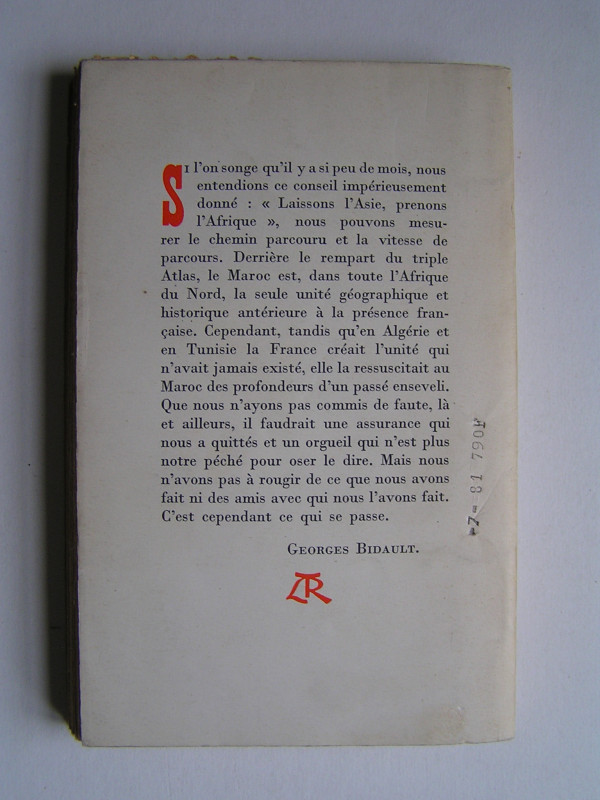 SI l'on songe qu'il y a si peu de mois, nous
entendions ce conseil impérieusement
donné : « Laissons l'Asie, prenons
l'Afrique », nous pouvons mesu-
rer le chemin parcouru et la vitesse de
parcours. Derrière le rempart du triple
Atlas, le Maroc est, dans toute l'Afrique
du Nord, la seule unité géographique et
historique antérieure à la présence fran-
çaise. Cependant, tandis qu'en Algérie et
en Tunisie la France créait l'unité qui
n'avait jamais existé, elle la ressuscitait au
Maroc des profondeurs d'un passé enseveli.
Que nous n'ayons pas commis de faute, là
et ailleurs, il faudrait une assurance qui
nous a quittés et un orgueil qui n'est plus
notre péché pour oser le dire. Mais nous
n'avons pas à rougir de ce que nous avons
fait ni des amis avec qui nous l'avons fait.
C'est cependant ce qui se passe.
GEORGES BIDAULT.